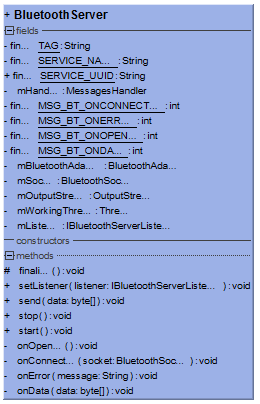 + BluetoothServer
fields
- fin... TAG:String
- fin... SERVICE_NA... :String
+ fin... SERVICE_UUID:String
- mHand... :MessagesHandler
- fin... MSG_BT_ONCONNECT... :int
- fin... MSG_BT_ONERR... :int
- fin... MSG_BT_ONOPEN... :int
- fin... MSG_BT_ONDA... :int
- mBluetoothAda... :BluetoothAda...
- mSoc... :BluetoothSoc...
- mOutputStre... :OutputStre...
- mWorkingThre... :Thre...
- mListe... :IBluetoothServerListe...
constructors
methods
# finali... ():void
+ setListener(listener:IBluetoothServerListe... ):void
+ send(data:byte[]):void
+ stop():void
+ start():void
- onOpen... ():void
- onConnect... (socket:BluetoothSoc... ):void
- onError(message:String):void
- onData(data:byte[]):void